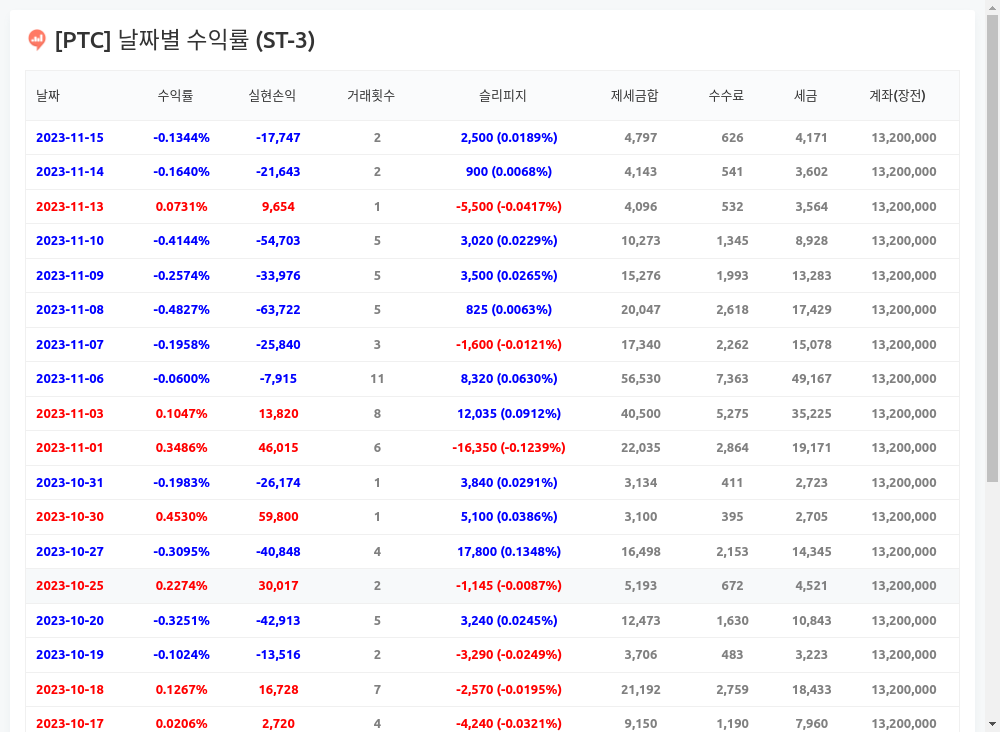 [PTC] 날짜별 수익률 (ST-3)
날짜 수익률 실현손익 거래횟수 슬리피지 제세금합 수수료 세금 계좌(장전)
2023-11-15 -0.1344% -17,747 2 2,500 (0.0189%) 4,797 626 4,171 13,200,000
2023-11-14 -0.1640% -21,643 2 900 (0.0068%) 4,143 541 3,602 13,200,000
2023-11-13 0.0731% 9,654 1 -5,500 (-0.0417%) 4,096 532 3,564 13,200,000
2023-11-10 -0.4144% -54,703 5 3,020 (0.0229%) 10,273 1,345 8,928 13,200,000
2023-11-09 -0.2574% -33,976 5 3,500 (0.0265%) 15,276 1,993 13,283 13,200,000
2023-11-08 -0.4827% -63,722 5 825 (0.0063%) 20,047 2,618 17,429 13,200,000
2023-11-07 -0.1958% -25,840 3 -1,600 (-0.0121%) 17,340 2,262 15,078 13,200,000
2023-11-06 -0.0600% -7,915 11 8,320 (0.0630%) 56,530 7,363 49,167 13,200,000
2023-11-03 0.1047% 13,820 8 12,035 (0.0912%) 40,500 5,275 35,225 13,200,000
2023-11-01 0.3486% 46,015 6 -16,350 (-0.1239%) 22,035 2,864 19,171 13,200,000
2023-10-31 -0.1983% -26,174 1 3,840 (0.0291%) 3,134 411 2,723 13,200,000
2023-10-30 0.4530% 59,800 1 5,100 (0.0386%) 3,100 395 2,705 13,200,000
2023-10-27 -0.3095% -40,848 4 17,800 (0.1348%) 16,498 2,153 14,345 13,200,000
2023-10-25 0.2274% 30,017 2 -1,145 (-0.0087%) 5,193 672 4,521 13,200,000
2023-10-20 -0.3251% -42,913 5 3,240 (0.0245%) 12,473 1,630 10,843 13,200,000
2023-10-19 -0.1024% -13,516 2 -3,290 (-0.0249%) 3,706 483 3,223 13,200,000
2023-10-18 0.1267% 16,728 7 -2,570 (-0.0195%) 21,192 2,759 18,433 13,200,000
2023-10-17 0.0206% 2,720 4 -4,240 (-0.0321%) 9,150 1,190 7,960 13,200,000